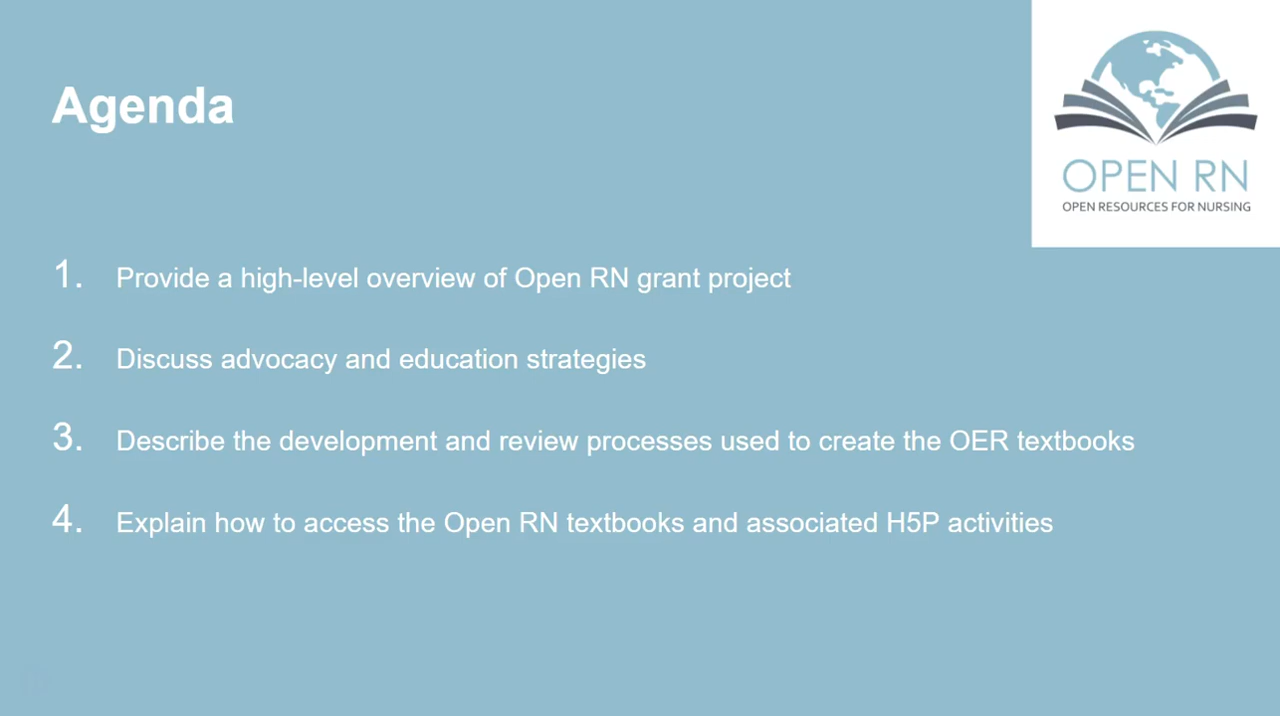 Agenda
OPEN RN
OPEN RESOURCES FOR NURSING
1. Provide a high-level overview of Open RN grant project
2. Discuss advocacy and education strategies
3. Describe the development and review processes used to create the OER textbooks
4. Explain how to access the Open RN textbooks and associated H5P activities